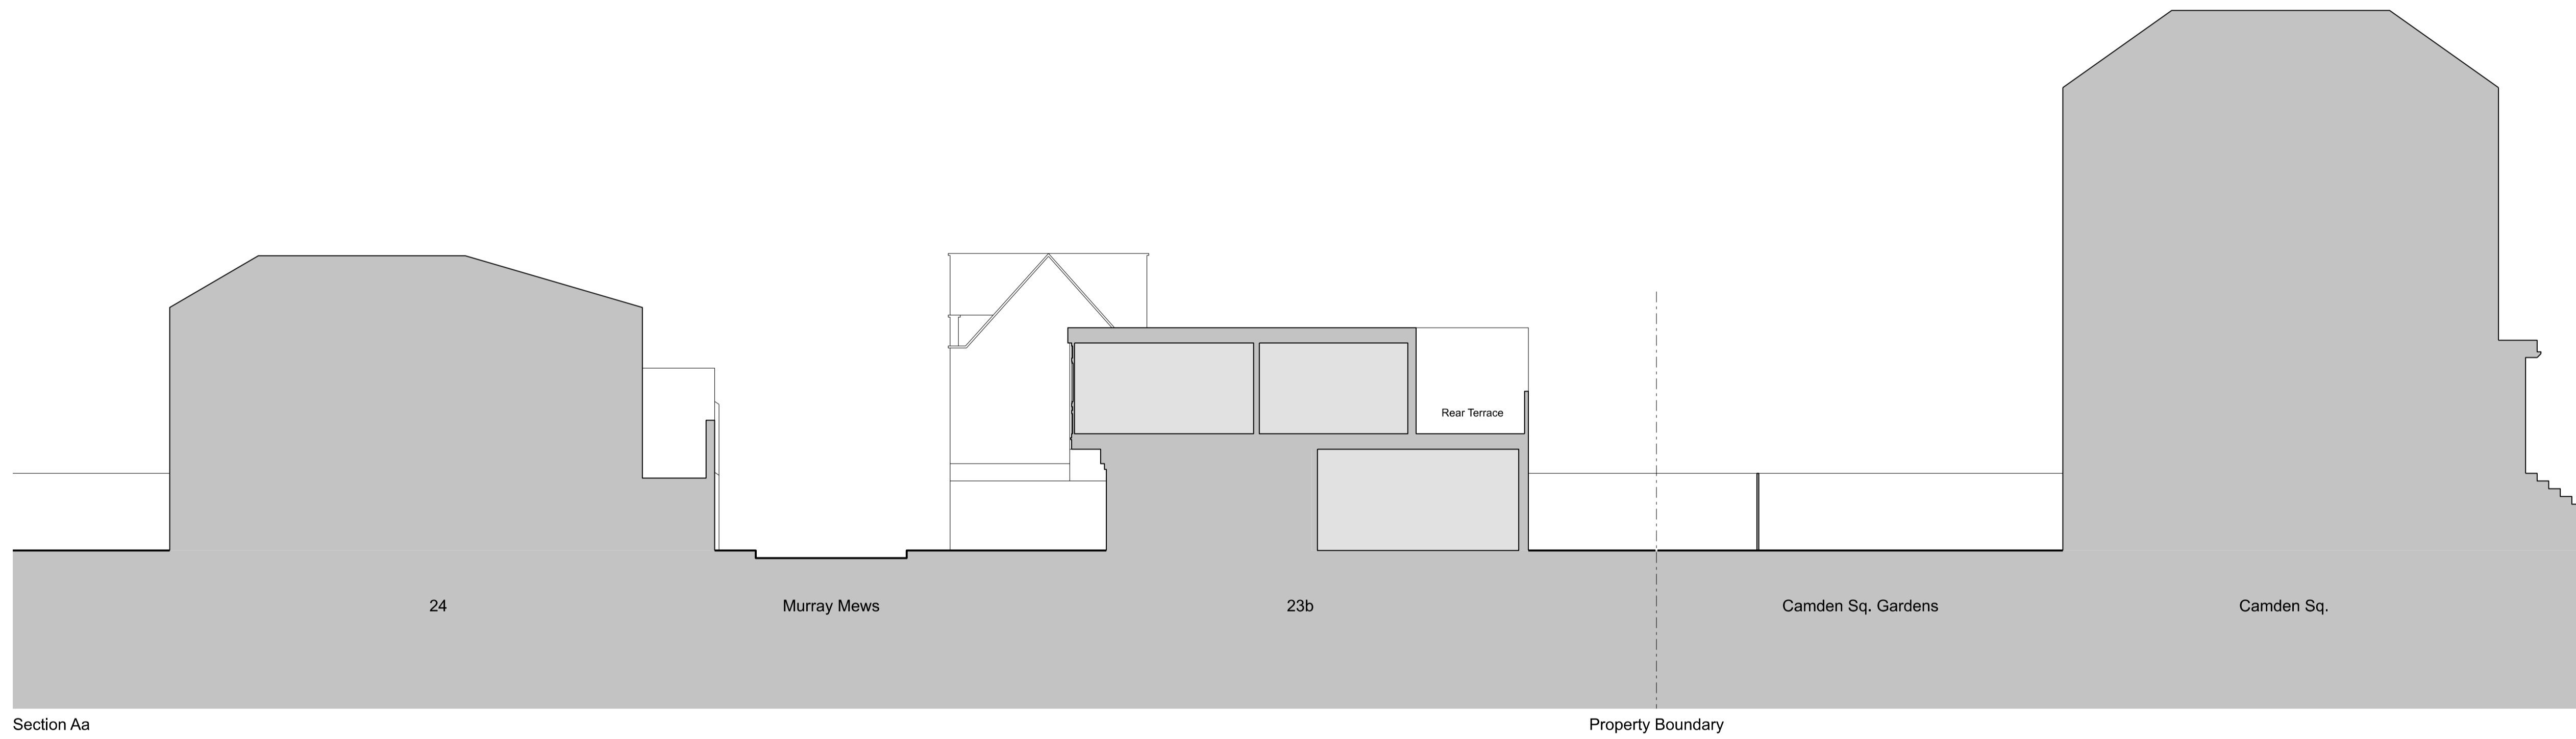 Rear Terrace
24
Murray Mews
23b
Camden Sq. Gardens
Camden Sq.
Section Aa
Property Boundary